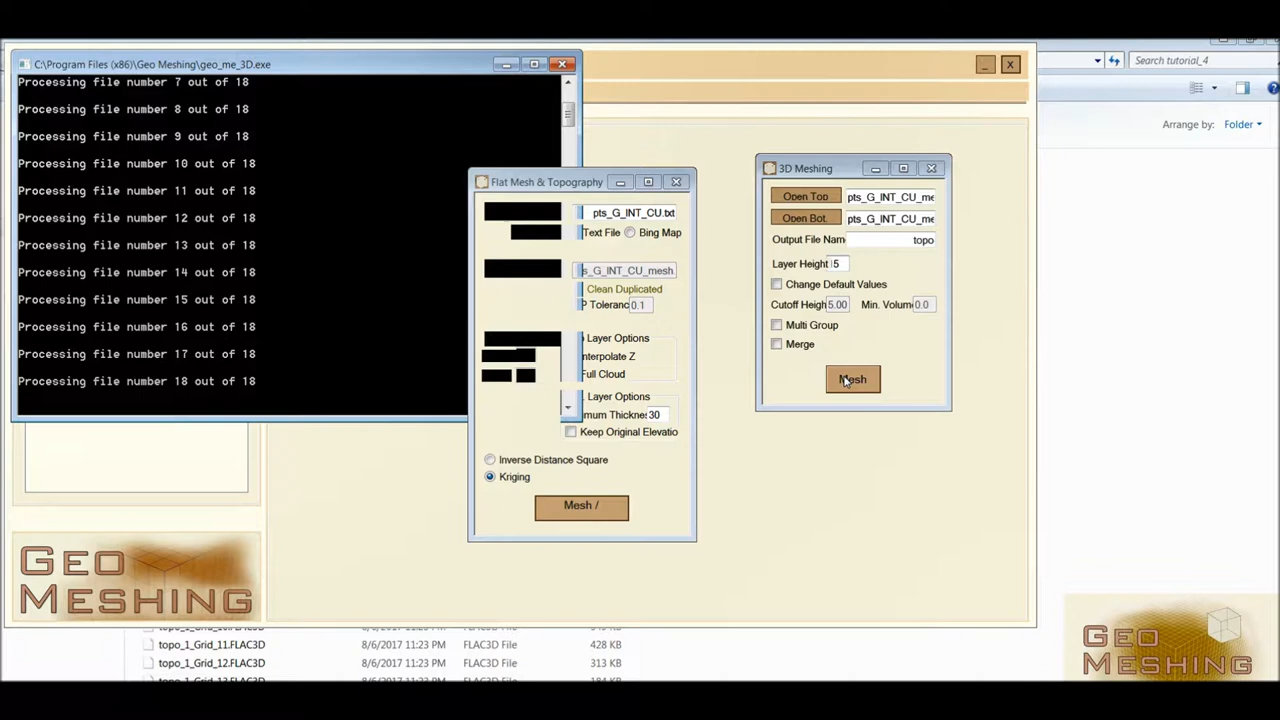 C:\Program Files (x86)\Geo Meshing\geo_me_3D.exe
Processing file number 7 out of 18
Processing file number 8 out of 18
Processing file number 9 out of 18
Processing file number 10 out of 18
Processing file number 11 out of 18
Processing file number 12 out of 18
Processing file number 13 out of 18
Processing file number 14 out of 18
Processing file number 15 out of 18
Processing file number 16 out of 18
Processing file number 17 out of 18
Processing file number 18 out of 18
X
Search tutorial_4
Arrange by: Folder
Flat Mesh & Topography
pts_G_INT_CU.txt
Text File Bing Map
s_G_INT_CU_mesh
Clean Duplicated
P Toleranc 0.1
Layer Options
nterpolate Z
Full Cloud
. Layer Options
mum Thicknes 30
Keep Original Elevatio
Inverse Distance Square
Kriging
Mesh /
3D Meshing
Open Top pts_G_INT_CU_me
Open Bot. pts_G_INT_CU_me
Output File Nam topo
Layer Height 5
Change Default Values
Cutoff Heigh 5.00 Min. Volum 0.0
Multi Group
Merge
Mesh
GEO
MESHING
topo_1_Grid_11.FLAC3D 8/6/2017 11:23 PM FLAC3D File 428 KB
topo_1_Grid_12.FLAC3D 8/6/2017 11:23 PM FLAC3D File 313 KB
GEO
MESHING